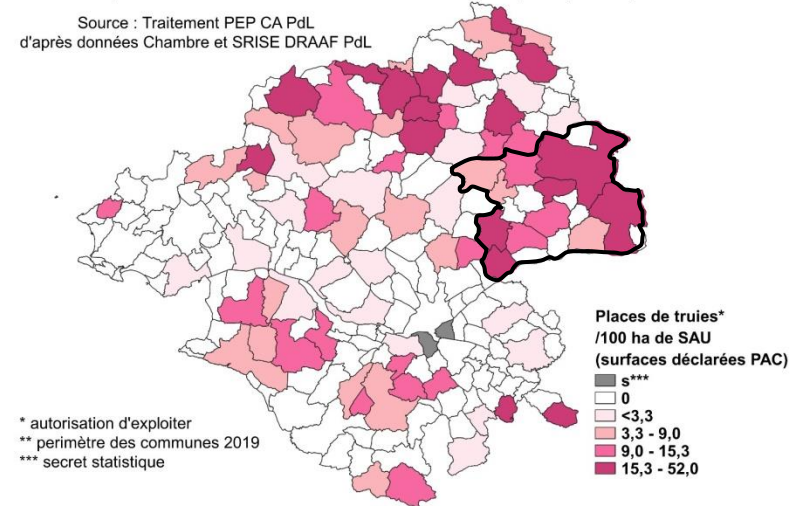 Source : Traitement PEP CA PdL
d'après données Chambre et SRISE DRAAF PdL
Places de truies*
/100 ha de SAU
(surfaces déclarées PAC)
s***
0
<3,3
3,3 - 9,0
9,0 - 15,3
15,3 - 52,0
* autorisation d'exploiter
** perimètre des communes 2019
*** secret statistique